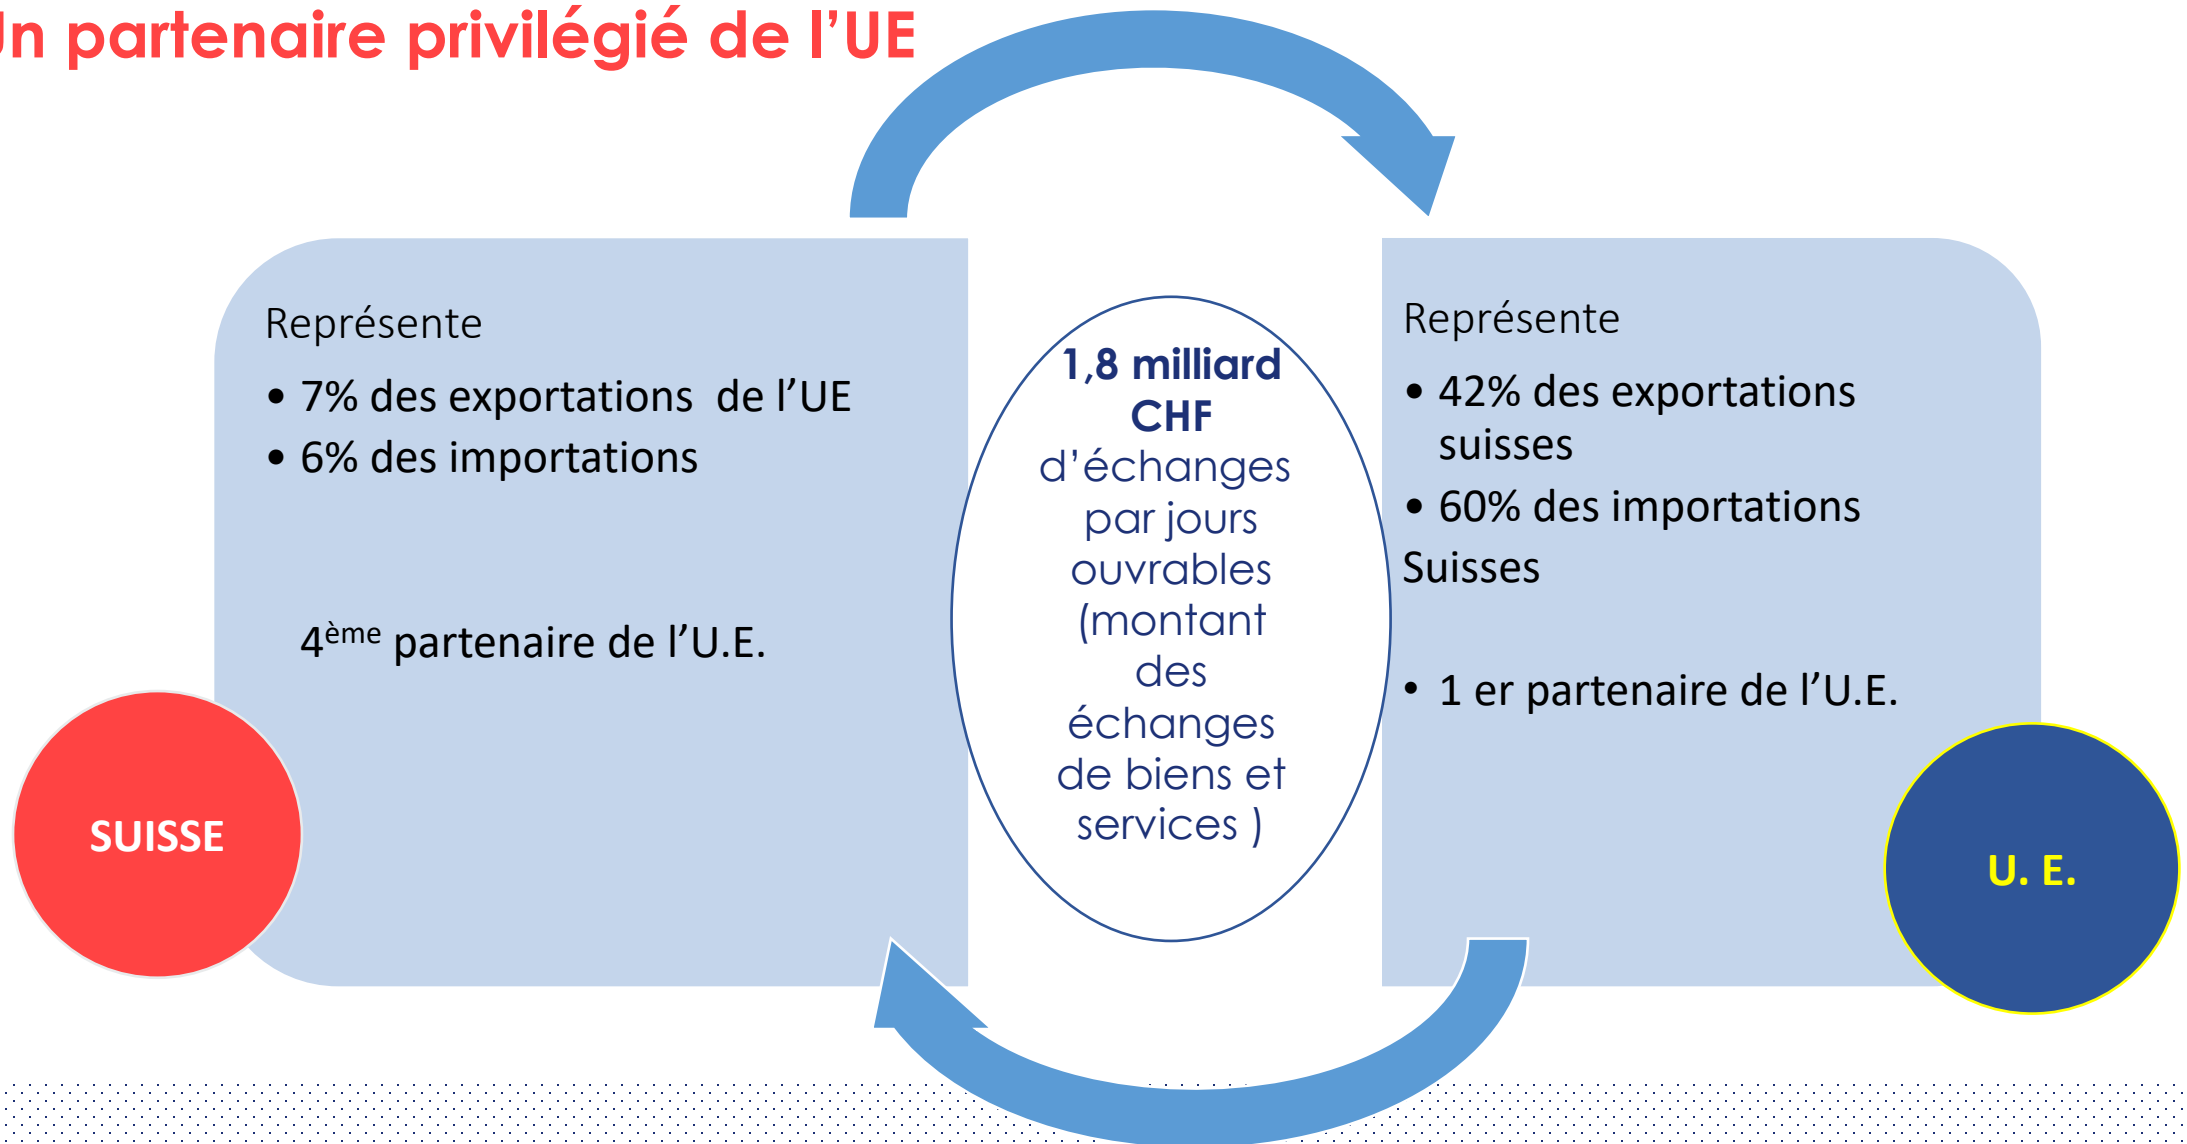 partenaire privilégié de l’UE
Représente
• 7% des exportations  de l’UE
• 6% des importations
4ème partenaire de l’U.E.
SUISSE
1,8 milliard
CHF
d’échanges
par jours
ouvrables
(montant
des
échanges
de biens et
services )
Représente
• 42% des exportations
suisses
• 60% des importations
Suisses
• 1 er partenaire de l’U.E.
U. E.